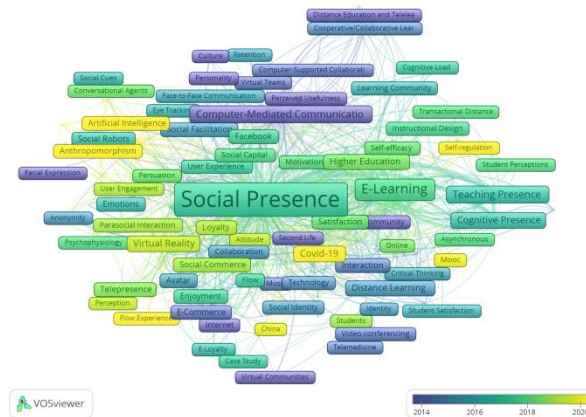 Distance Education and Telelea
Cooperative/Collaborative Lear
Culture
Retention
Social Cues
Personality
Computer-Supported Collaborati
Cognitive Load
Virtual Teams
Conversational Agents
Face-to-Face Communication
Perceived Usefulness
Learning Community
Eye Tracking
Computer-Mediated Communicatio
Transactional Distance
Artificial Intelligence
Social Facilitation
Instructional Design
Social Robots
Facebook
Self-efficacy
Self-regulation
Anthropomorphism
Social Capital
Motivation
Higher Education
Student Perceptions
Facial Expression
Persuasion
User Experience
User Engagement
E-Learning
Teaching Presence
Social Presence
Emotions
Anonymity
Parasocial Interaction
Loyalty
Satisfaction
Community
Cognitive Presence
Psychophysiology
Virtual Reality
Attitude
Second Life
Online
Asynchronous
Collaboration
Covid-19
Mooc
Social Commerce
Interaction
Critical Thinking
Telepresence
Avatar
Flow
Mus
Technology
Distance Learning
Perception
Enjoyment
Social Identity
Identity
Student Satisfaction
Flow Experience
E-Commerce
Internet
China
Students
Video conferencing
E-Loyalty
Telemedicine
Case Study
Virtual Communities
VOSviewer
2014
2016
2018
202